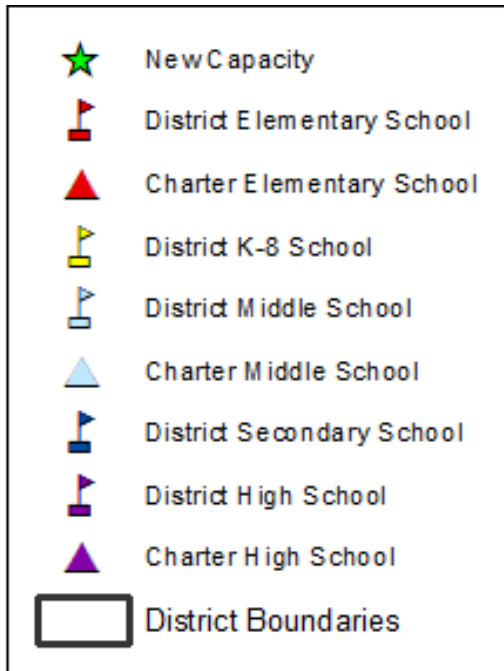 New Capacity
District Elementary School
Charter Elementary School
District K-8 School
District Middle School
Charter Middle School
District Secondary School
District High School
Charter High School
District Boundaries